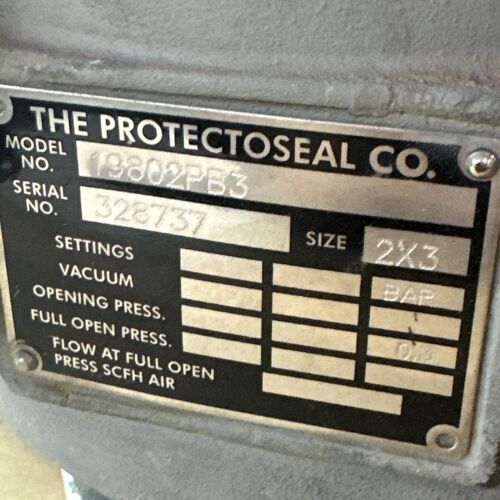 THE PROTECTOSEAL CO.
MODEL NO. 19802PB3
SERIAL NO. 328737 SIZE 2X3
SETTINGS
VACUUM BAP
OPENING PRESS.
FULL OPEN PRESS.
FLOW AT FULL OPEN
PRESS SCFH AIR